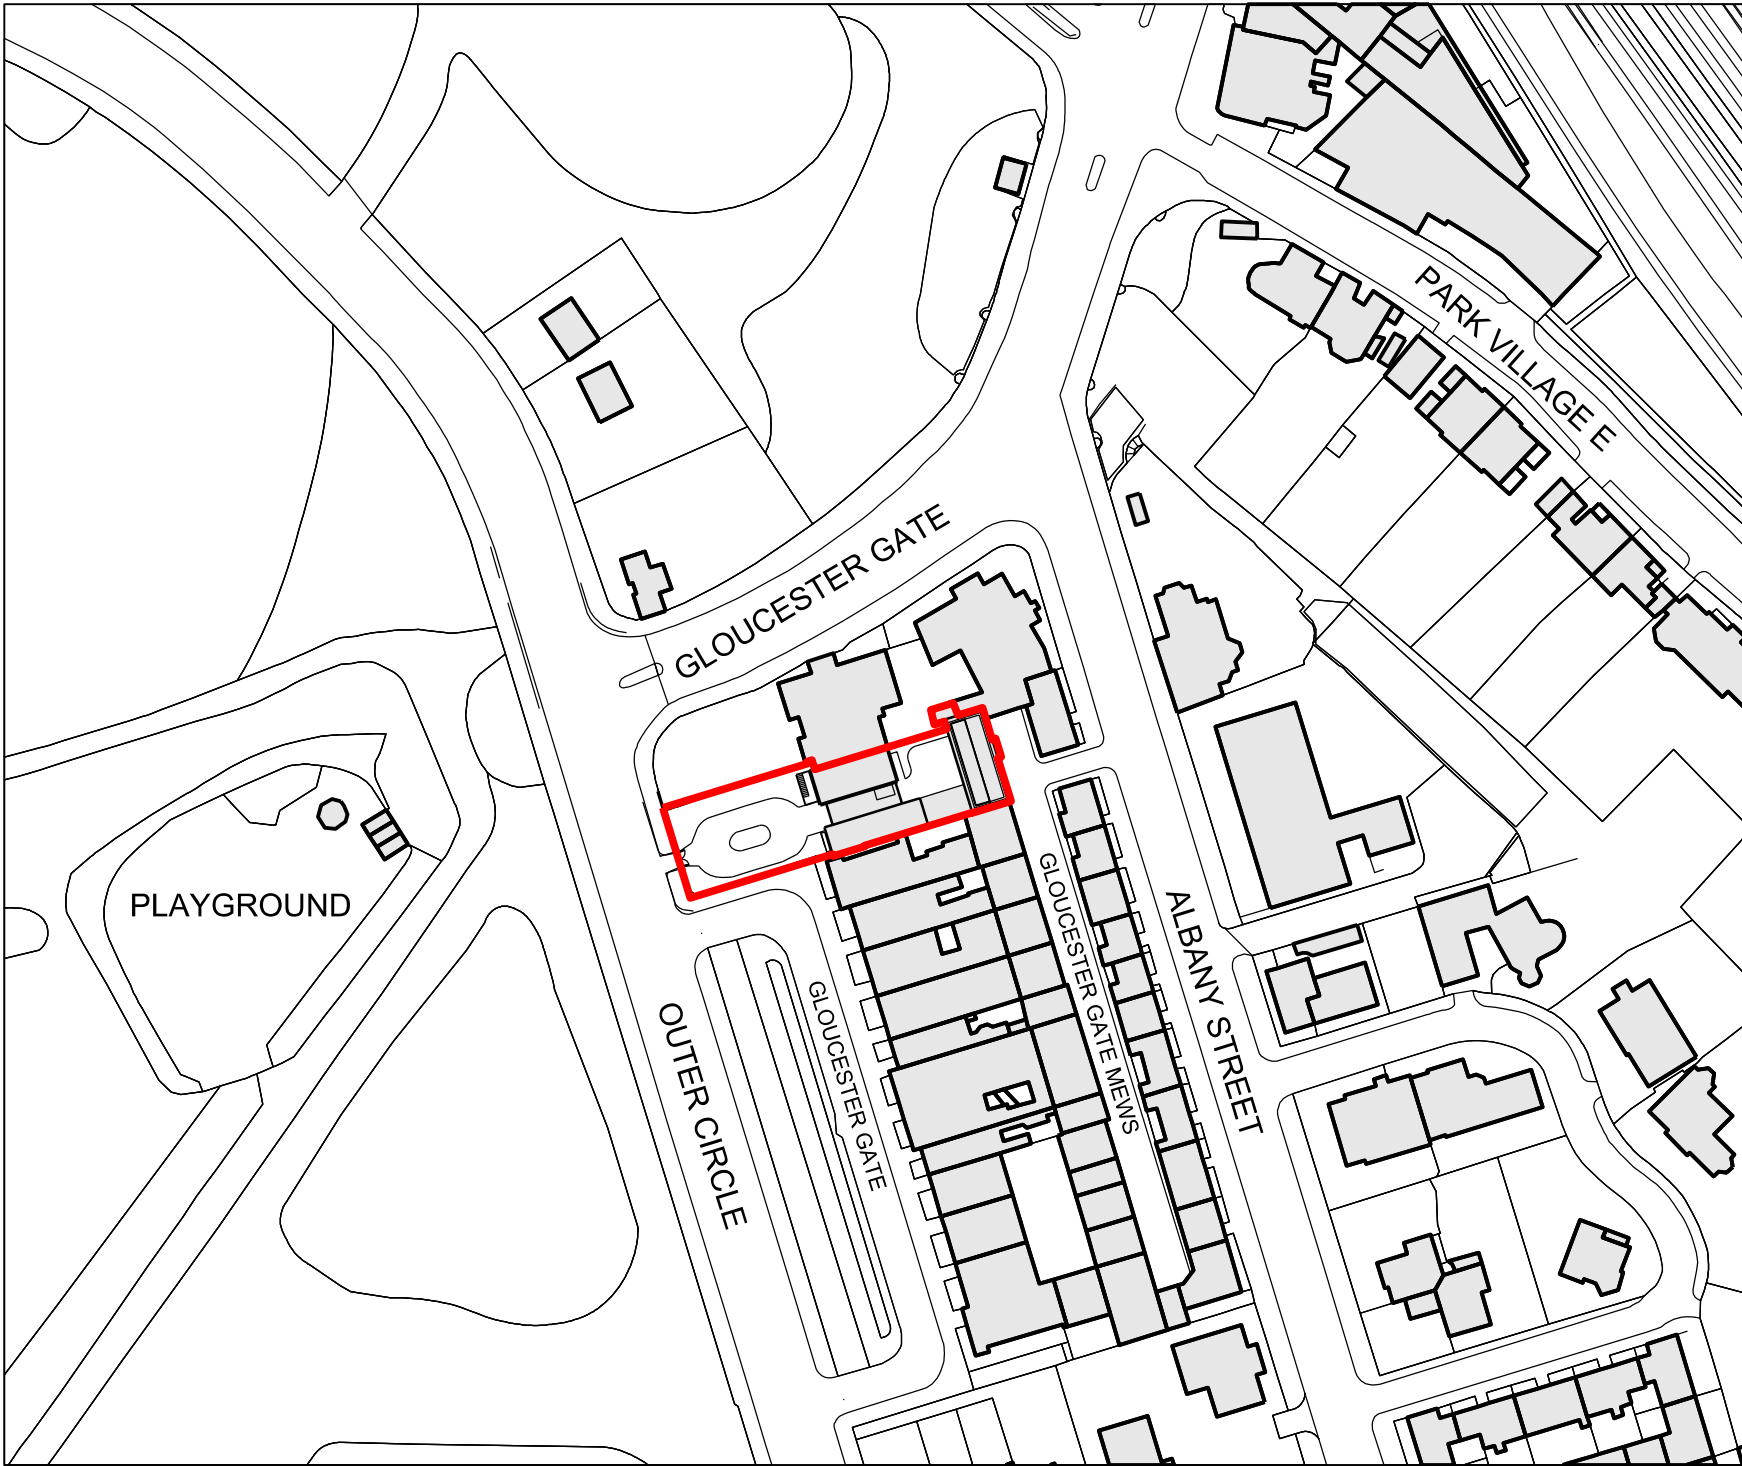 PARK VILLAGE E
GLOUCESTER GATE
PLAYGROUND
GLOUCESTER GATE MEWS
ALBANY STREET
OUTER CIRCLE
GLOUCESTER GATE